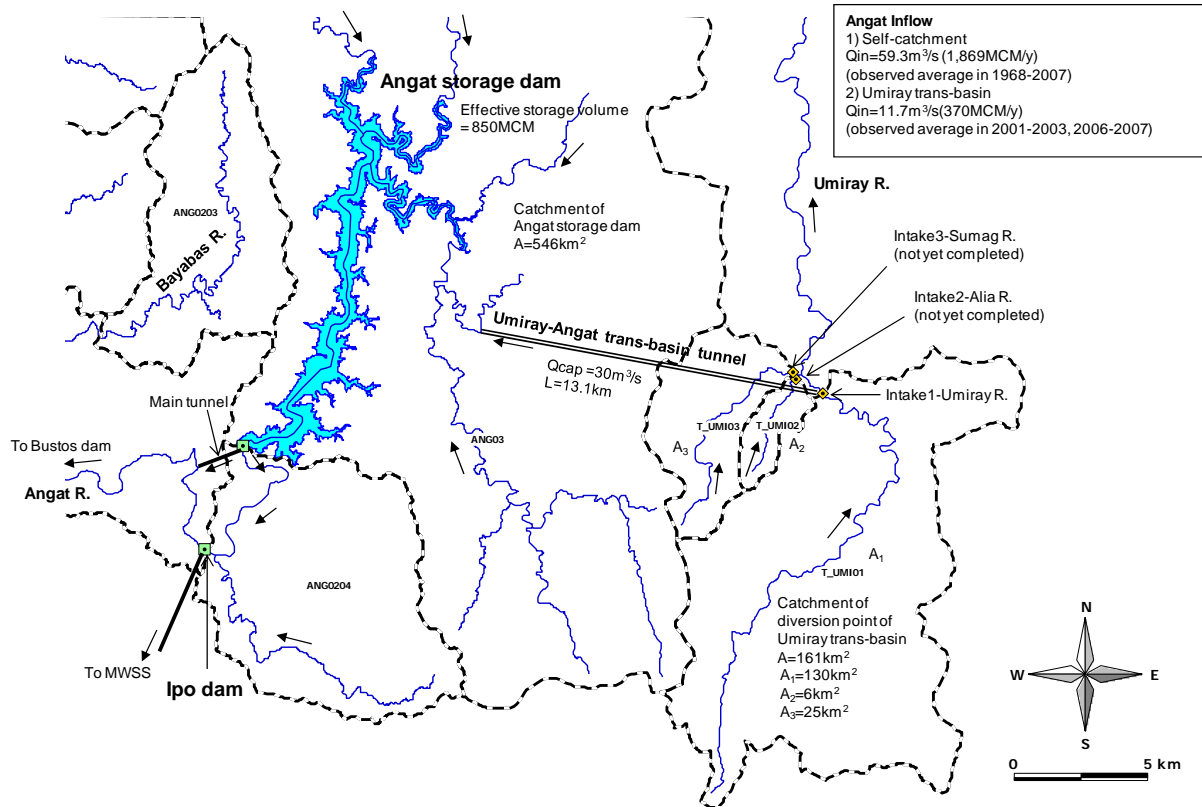 Angat Inflow
1) Self-catchment
Qin=59.3m³/s (1,869MCM/y)
(observed average in 1968-2007)
2) Umiray trans-basin
Qin=11.7m³/s(370MCM/y)
(observed average in 2001-2003, 2006-2007)
Angat storage dam
Effective storage volume
= 850MCM
Umiray R.
Catchment of
Angat storage dam
A=546km²
ANG0203
Bayabas R.
Intake3-Sumag R.
(not yet completed)
Intake2-Alia R.
(not yet completed)
Umiray-Angat trans-basin tunnel
Qcap =30m³/s
L=13.1km
Intake1-Umiray R.
Main tunnel
T_UMI03
T_UMI02
A₃
A₂
To Bustos dam
ANG03
Angat R.
A₁
T_UMI01
ANG0204
Catchment of
diversion point of
Umiray trans-basin
A=161km²
A₁=130km²
A₂=6km²
A₃=25km²
To MWSS
Ipo dam
N
W
E
S
0
5 km